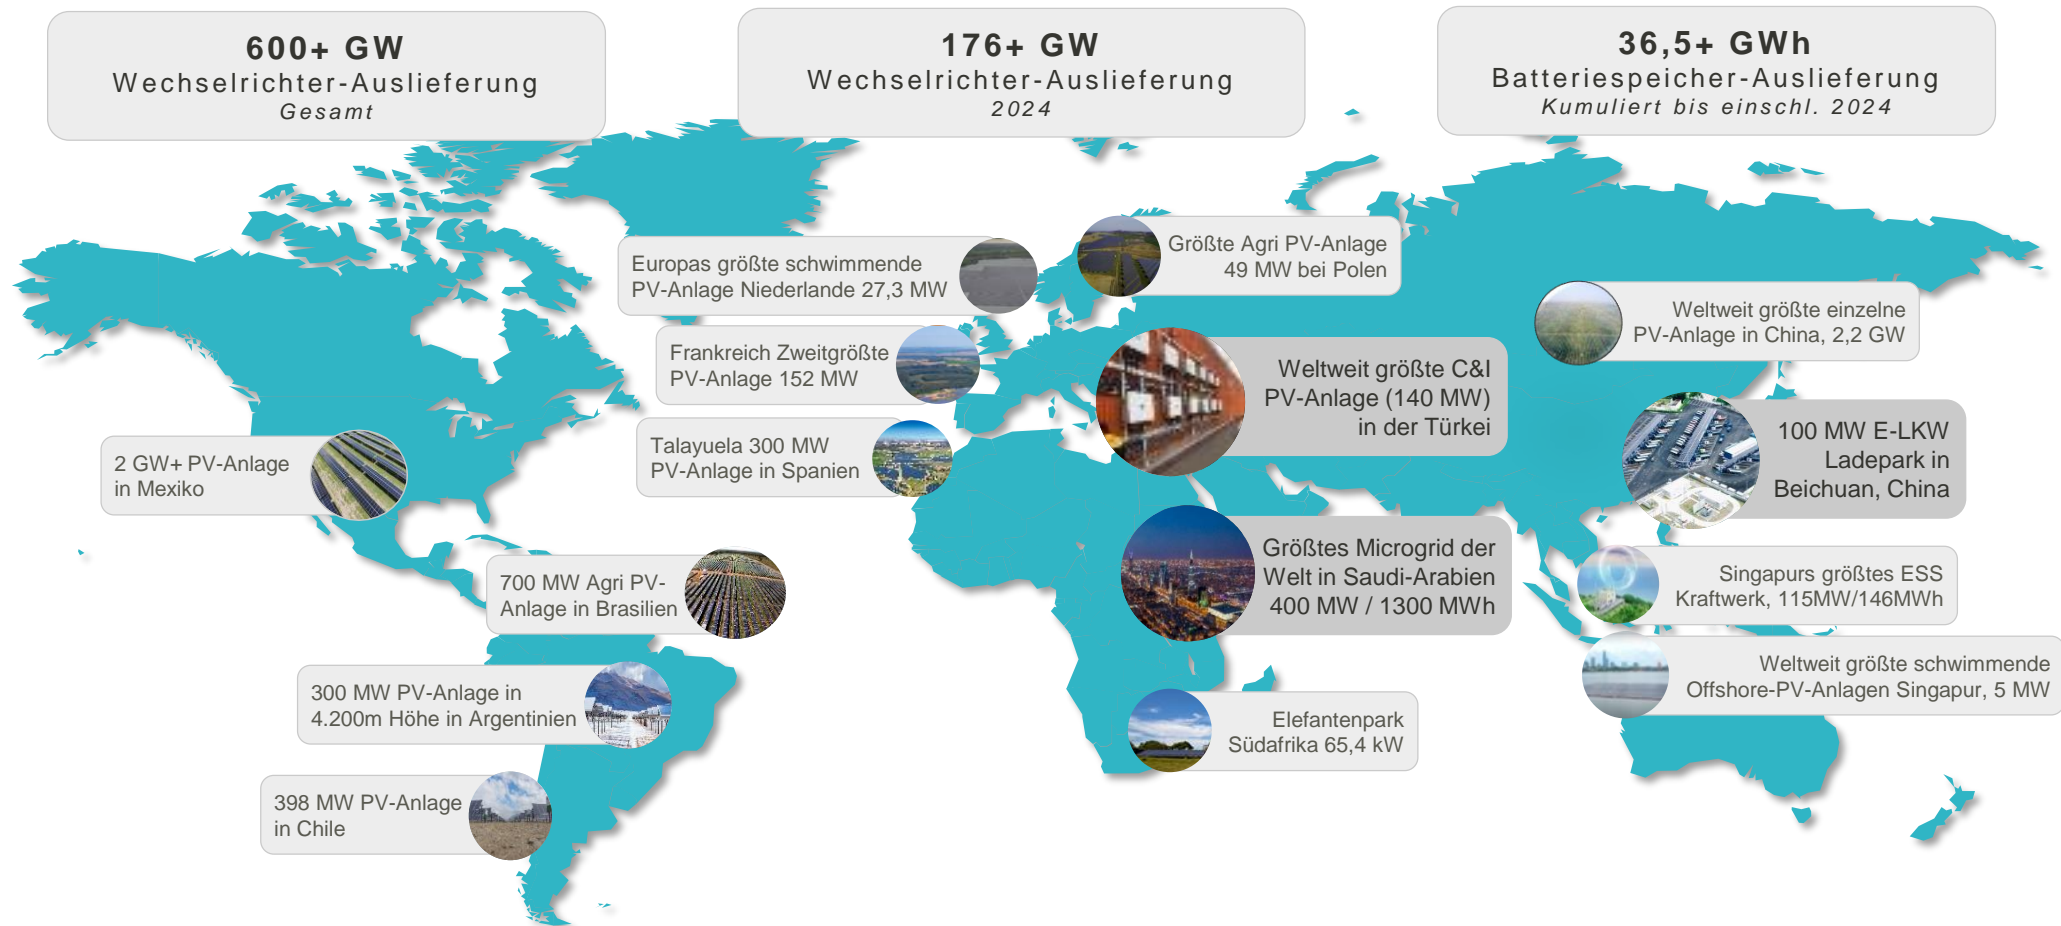 600+ GW
Wechselrichter-Auslieferung
Gesamt
176+ GW
Wechselrichter-Auslieferung
2024
36,5+ GWh
Batteriespeicher-Auslieferung
Kumuliert bis einschl. 2024
Europas größte schwimmende
PV-Anlage Niederlande 27,3 MW
Größte Agri PV-Anlage
49 MW bei Polen
Weltweit größte einzelne
PV-Anlage in China, 2,2 GW
Frankreich Zweitgrößte
PV-Anlage 152 MW
Weltweit größte C&I
PV-Anlage (140 MW)
in der Türkei
Talayuela 300 MW
PV-Anlage in Spanien
100 MW E-LKW
Ladepark in
Beichuan, China
2 GW+ PV-Anlage
in Mexiko
Größtes Microgrid der
Welt in Saudi-Arabien
400 MW / 1300 MWh
700 MW Agri PV-
Anlage in Brasilien
Singapurs größtes ESS
Kraftwerk, 115MW/146MWh
Weltweit größte schwimmende
Offshore-PV-Anlagen Singapur, 5 MW
300 MW PV-Anlage in
4.200m Höhe in Argentinien
Elefantenpark
Südafrika 65,4 kW
398 MW PV-Anlage
in Chile